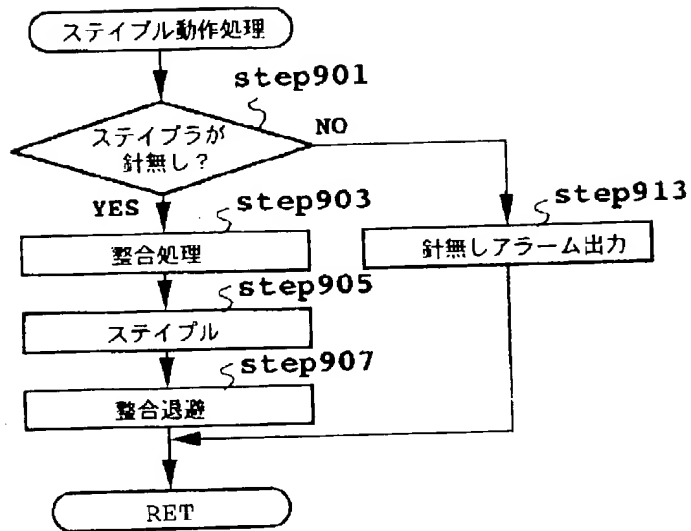 ステイプル動作処理
step901
ステイプラが
針無し?
NO
YES
step903
整合処理
step913
針無しアラーム出力
step905
ステイプル
step907
整合退避
RET